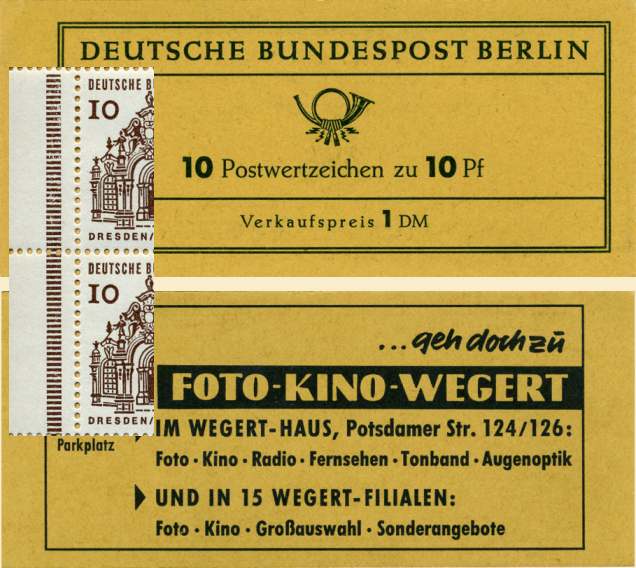 DEUTSCHE BUNDESPOST BERLIN
10 Postwertzeichen zu 10 Pf
Verkaufspreis 1 DM
DEUTSCHE B
10
DRESDEN/
DEUTSCHE B
10
DRESDEN/
...geh doch zu
FOTO-KINO-WEGERT
IM WEGERT-HAUS, Potsdamer Str. 124/126:
Parkplatz
Foto · Kino · Radio · Fernsehen · Tonband · Augenoptik
UND IN 15 WEGERT-FILIALEN:
Foto · Kino · Großauswahl · Sonderangebote